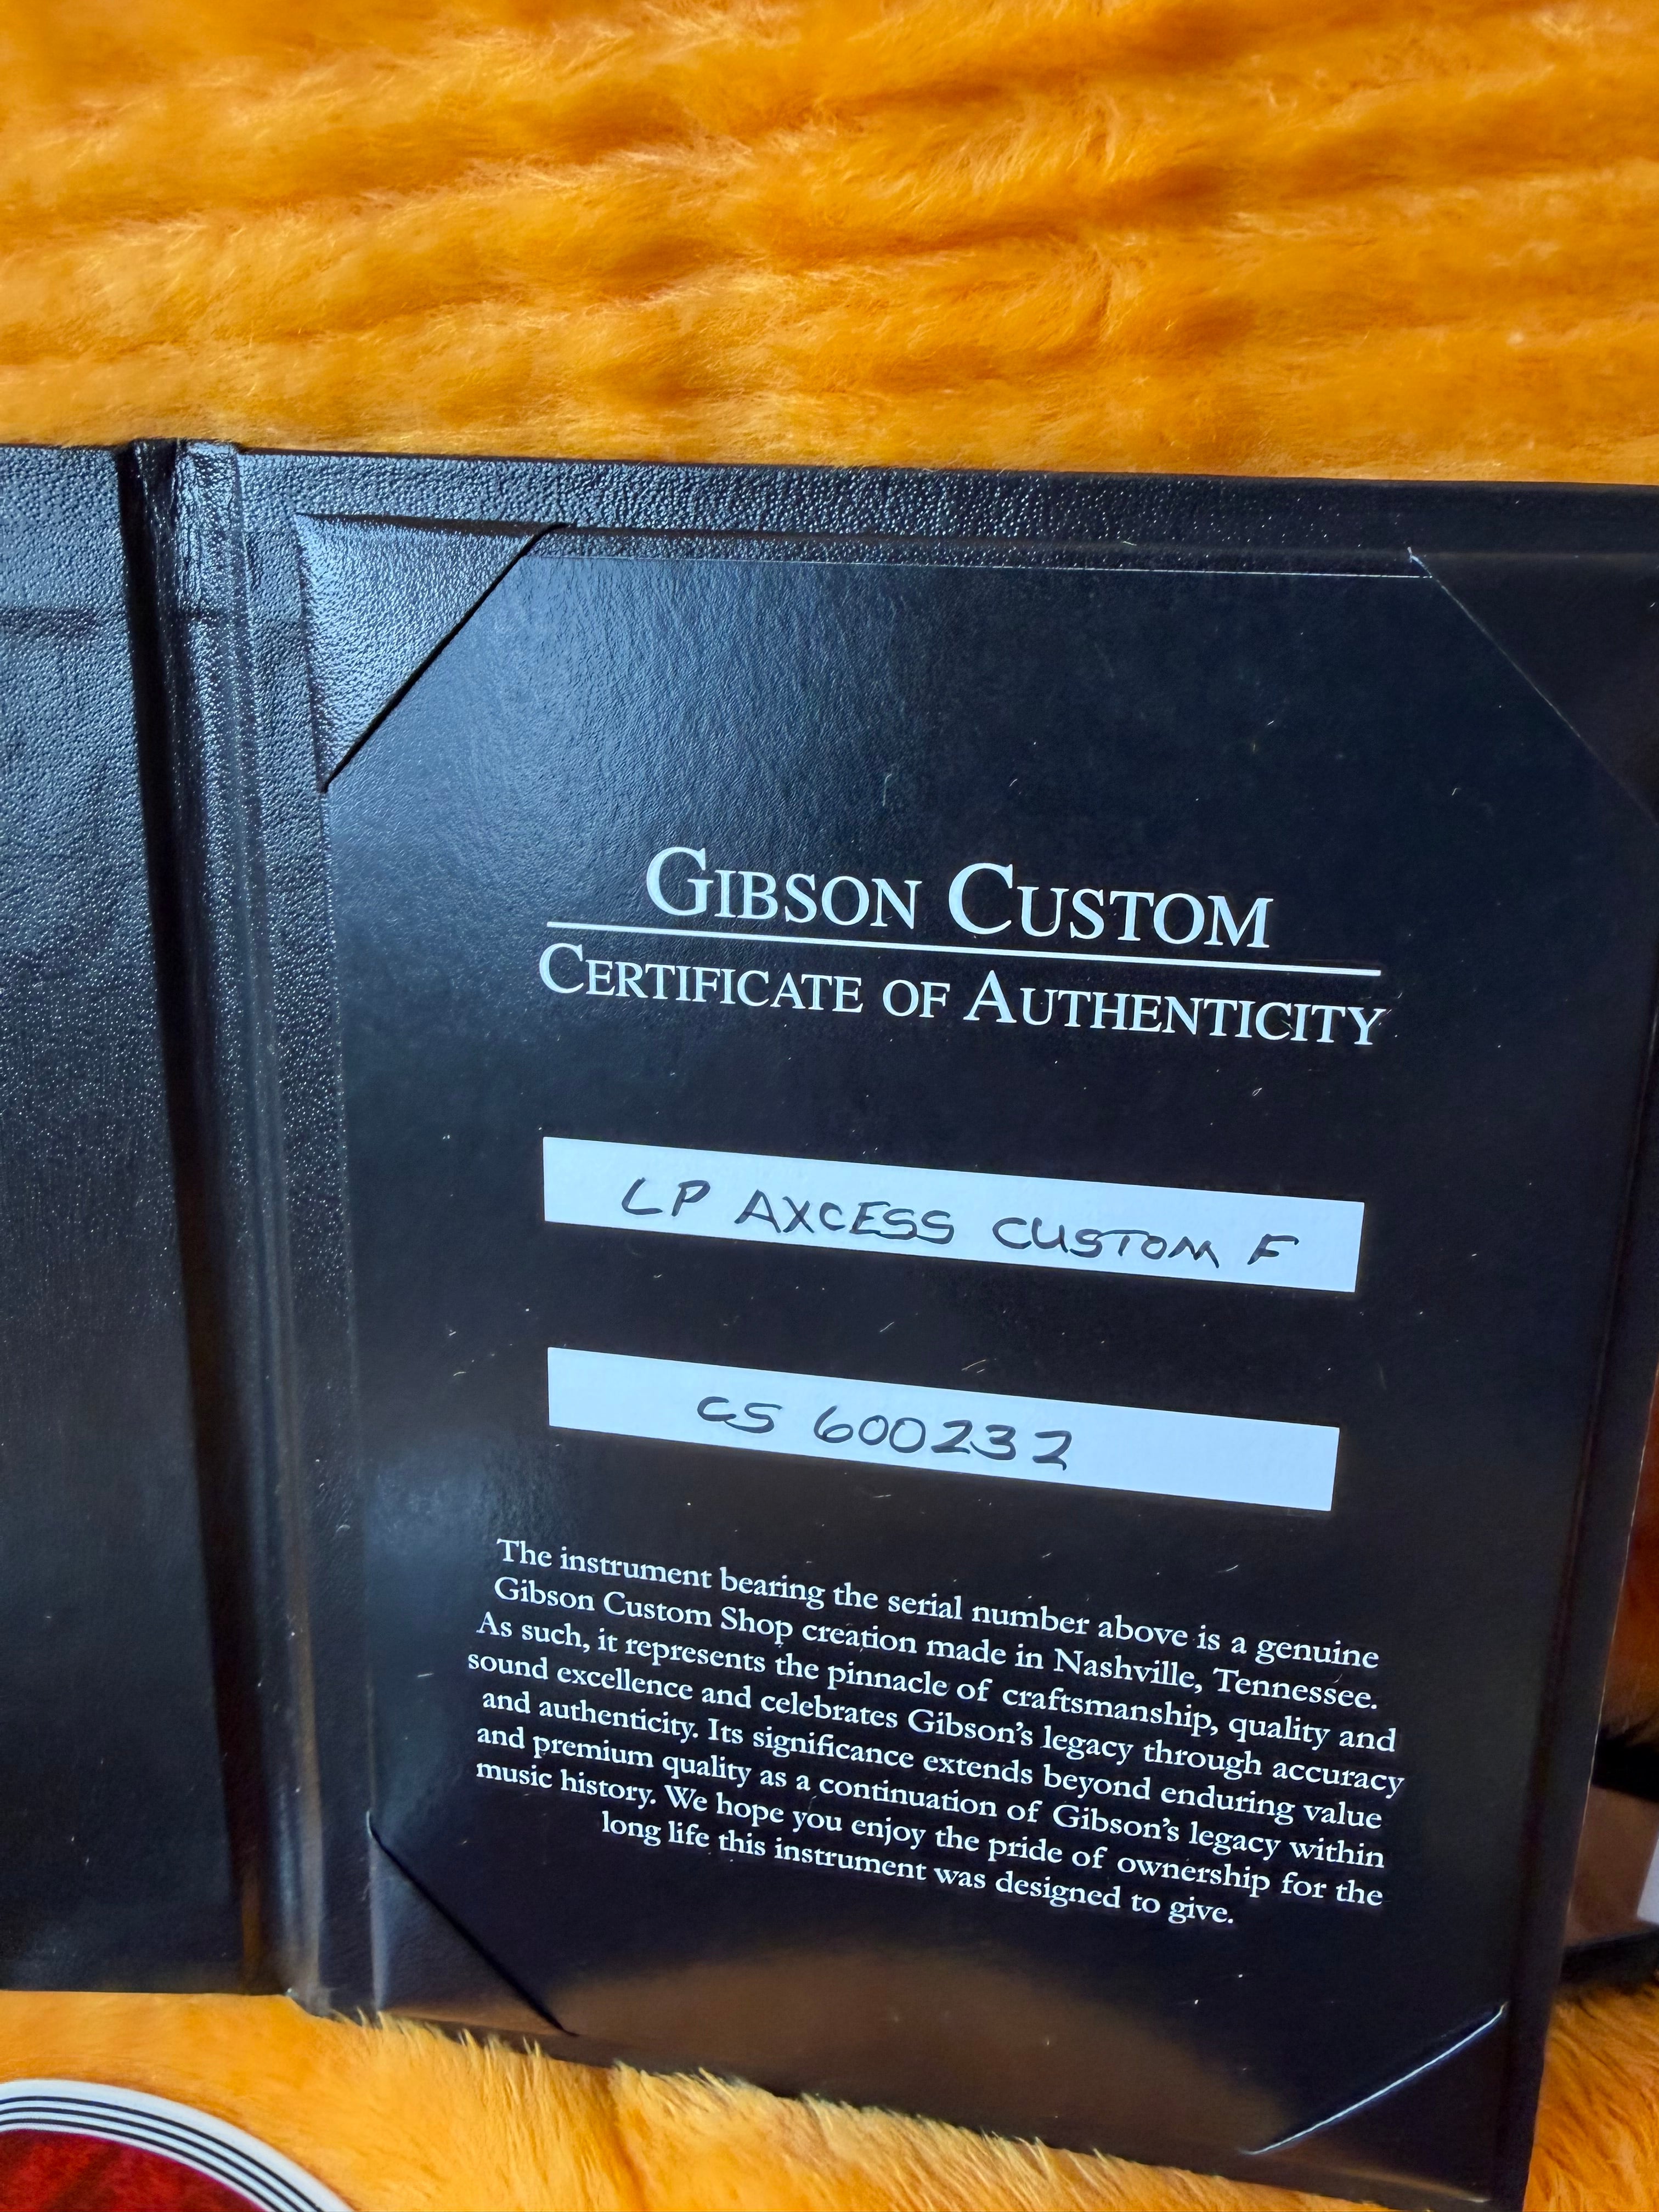 GIBSON CUSTOM
CERTIFICATE OF AUTHENTICITY
LP AXCESS CUSTOM F
CS 600232
The instrument bearing the serial number above is a genuine
Gibson Custom Shop creation made in Nashville, Tennessee.
As such, it represents the pinnacle of craftsmanship, quality and
sound excellence and celebrates Gibson's legacy through accuracy
and authenticity. Its significance extends beyond enduring value
and premium quality as a continuation of Gibson's legacy within
music history. We hope you enjoy the pride of ownership for the
long life this instrument was designed to give.